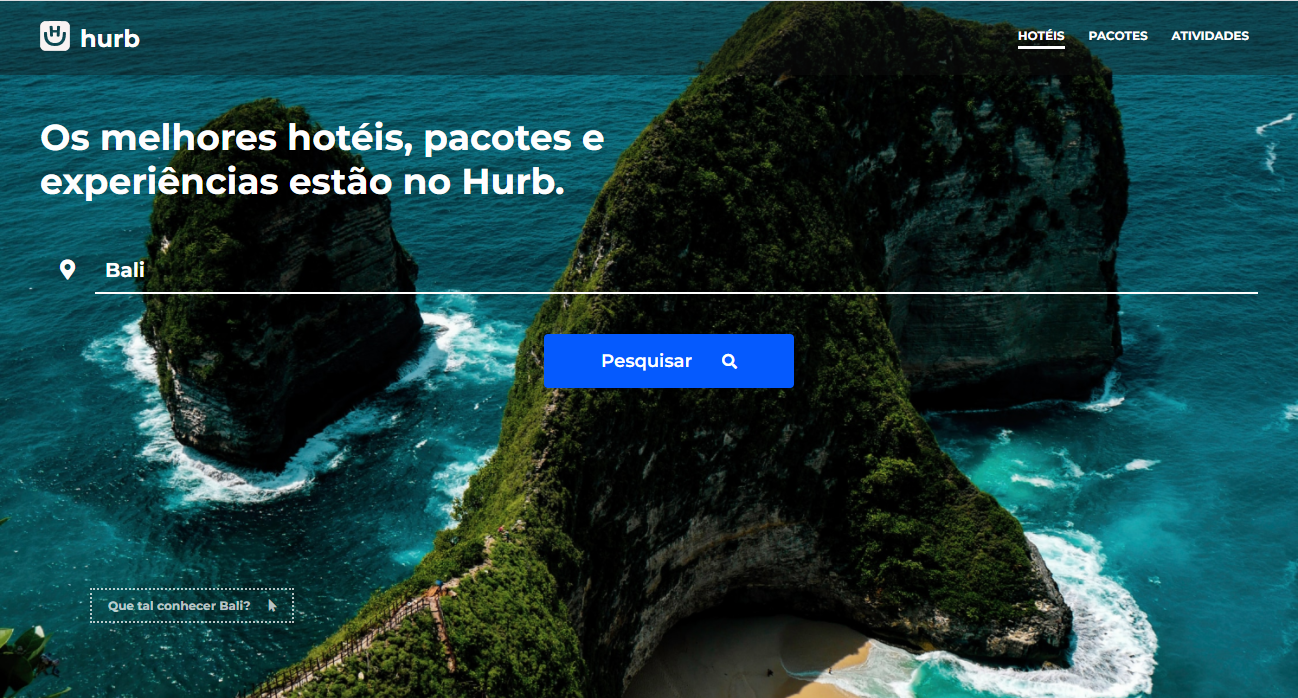 hurb
HOTÉIS PACOTES ATIVIDADES
Os melhores hotéis, pacotes e
experiências estão no Hurb.
Bali
Pesquisar
Que tal conhecer Bali?